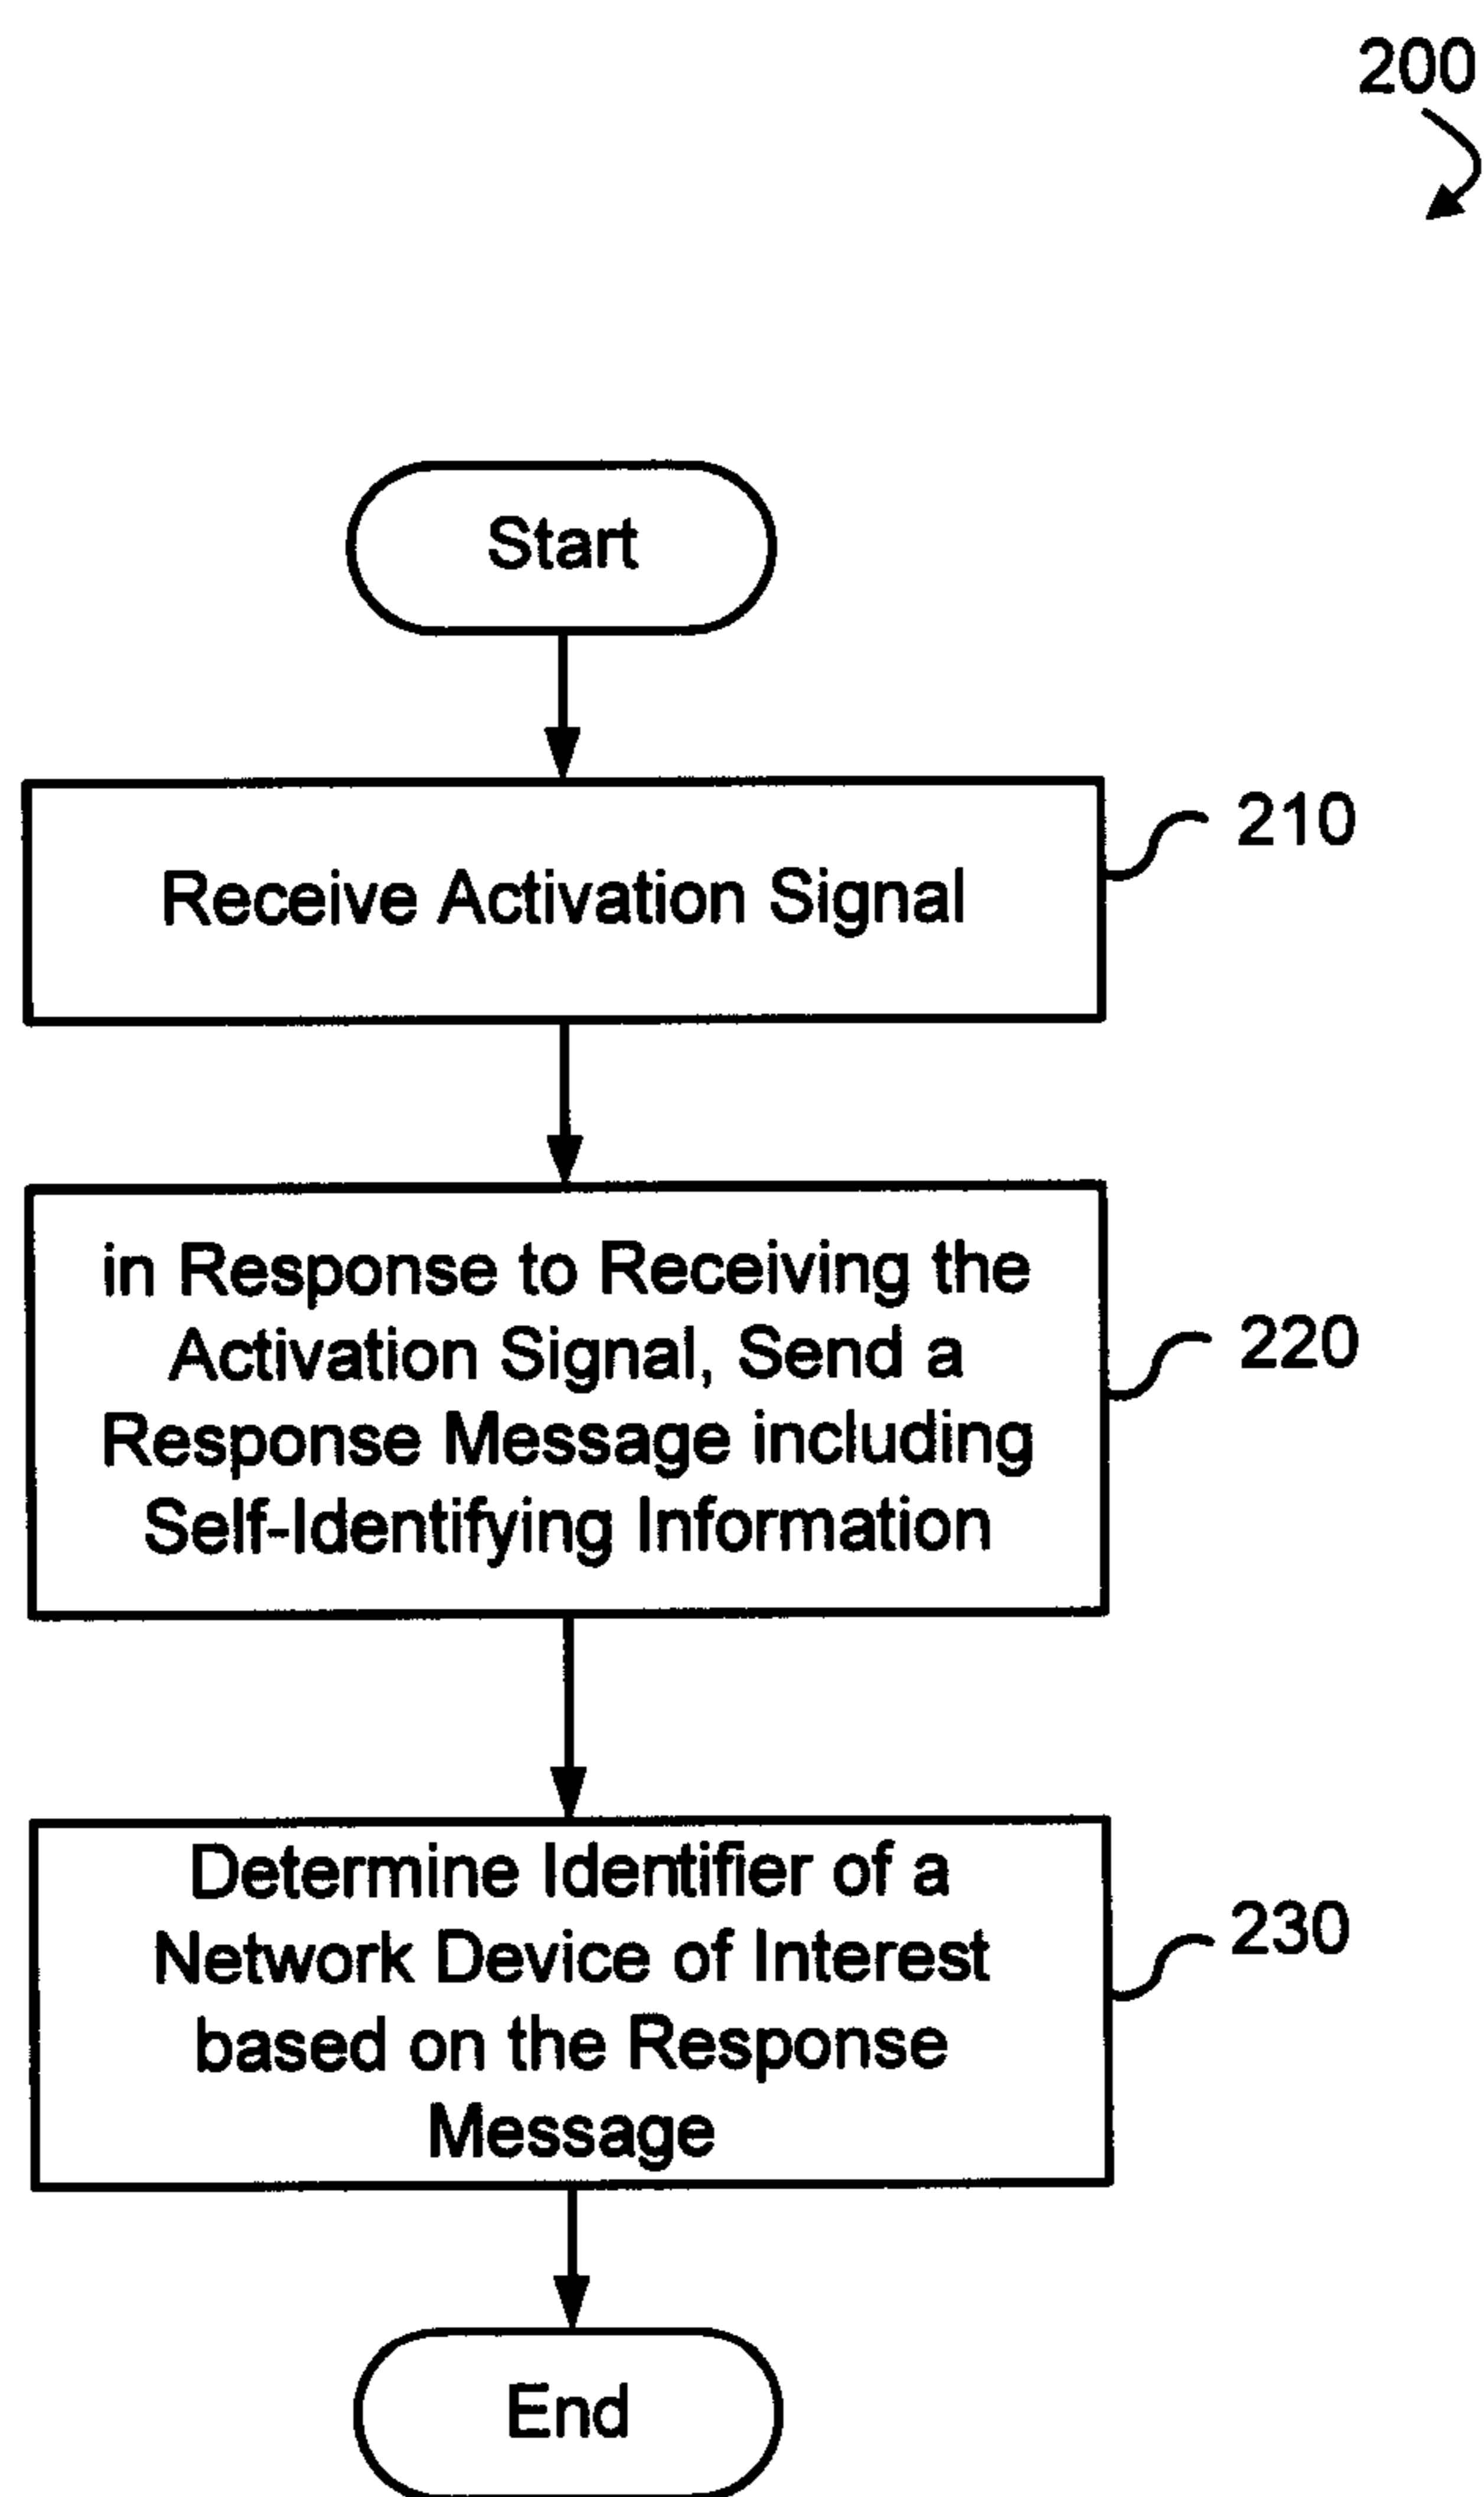 200
Start
Receive Activation Signal
210
in Response to Receiving the
Activation Signal, Send a
Response Message including
Self-Identifying Information
220
Determine Identifier of a
Network Device of Interest
based on the Response
Message
230
End